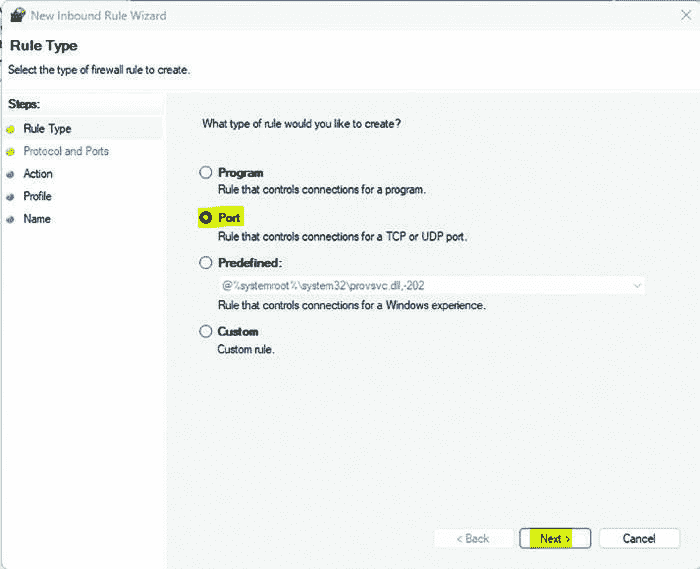 New Inbound Rule Wizard
Rule Type
Select the type of firewall rule to create.
Steps:
Rule Type
Protocol and Ports
Action
Profile
Name
What type of rule would you like to create?
Program
Rule that controls connections for a program.
Port
Rule that controls connections for a TCP or UDP port.
Predefined:
@%systemroot%\system32\provsvc.dll,-202
Rule that controls connections for a Windows experience.
Custom
Custom rule.
< Back
Next >
Cancel